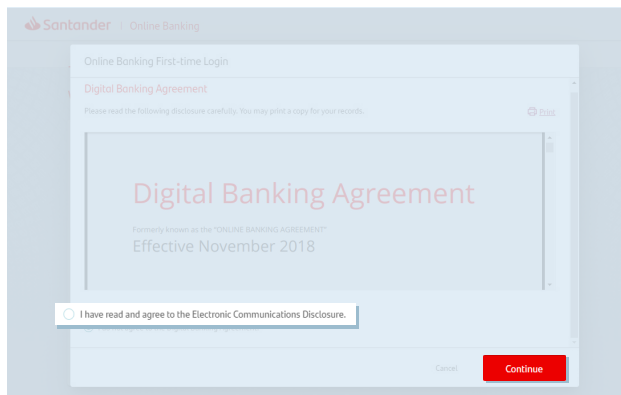 Santander Online Banking
Online Banking First-time Login
Digital Banking Agreement
Please read the following disclosure carefully. You may print a copy for your records.
Print
Digital Banking Agreement
Formerly known as the "ONLINE BANKING AGREEMENT"
Effective November 2018
I have read and agree to the Electronic Communications Disclosure.
Cancel
Continue